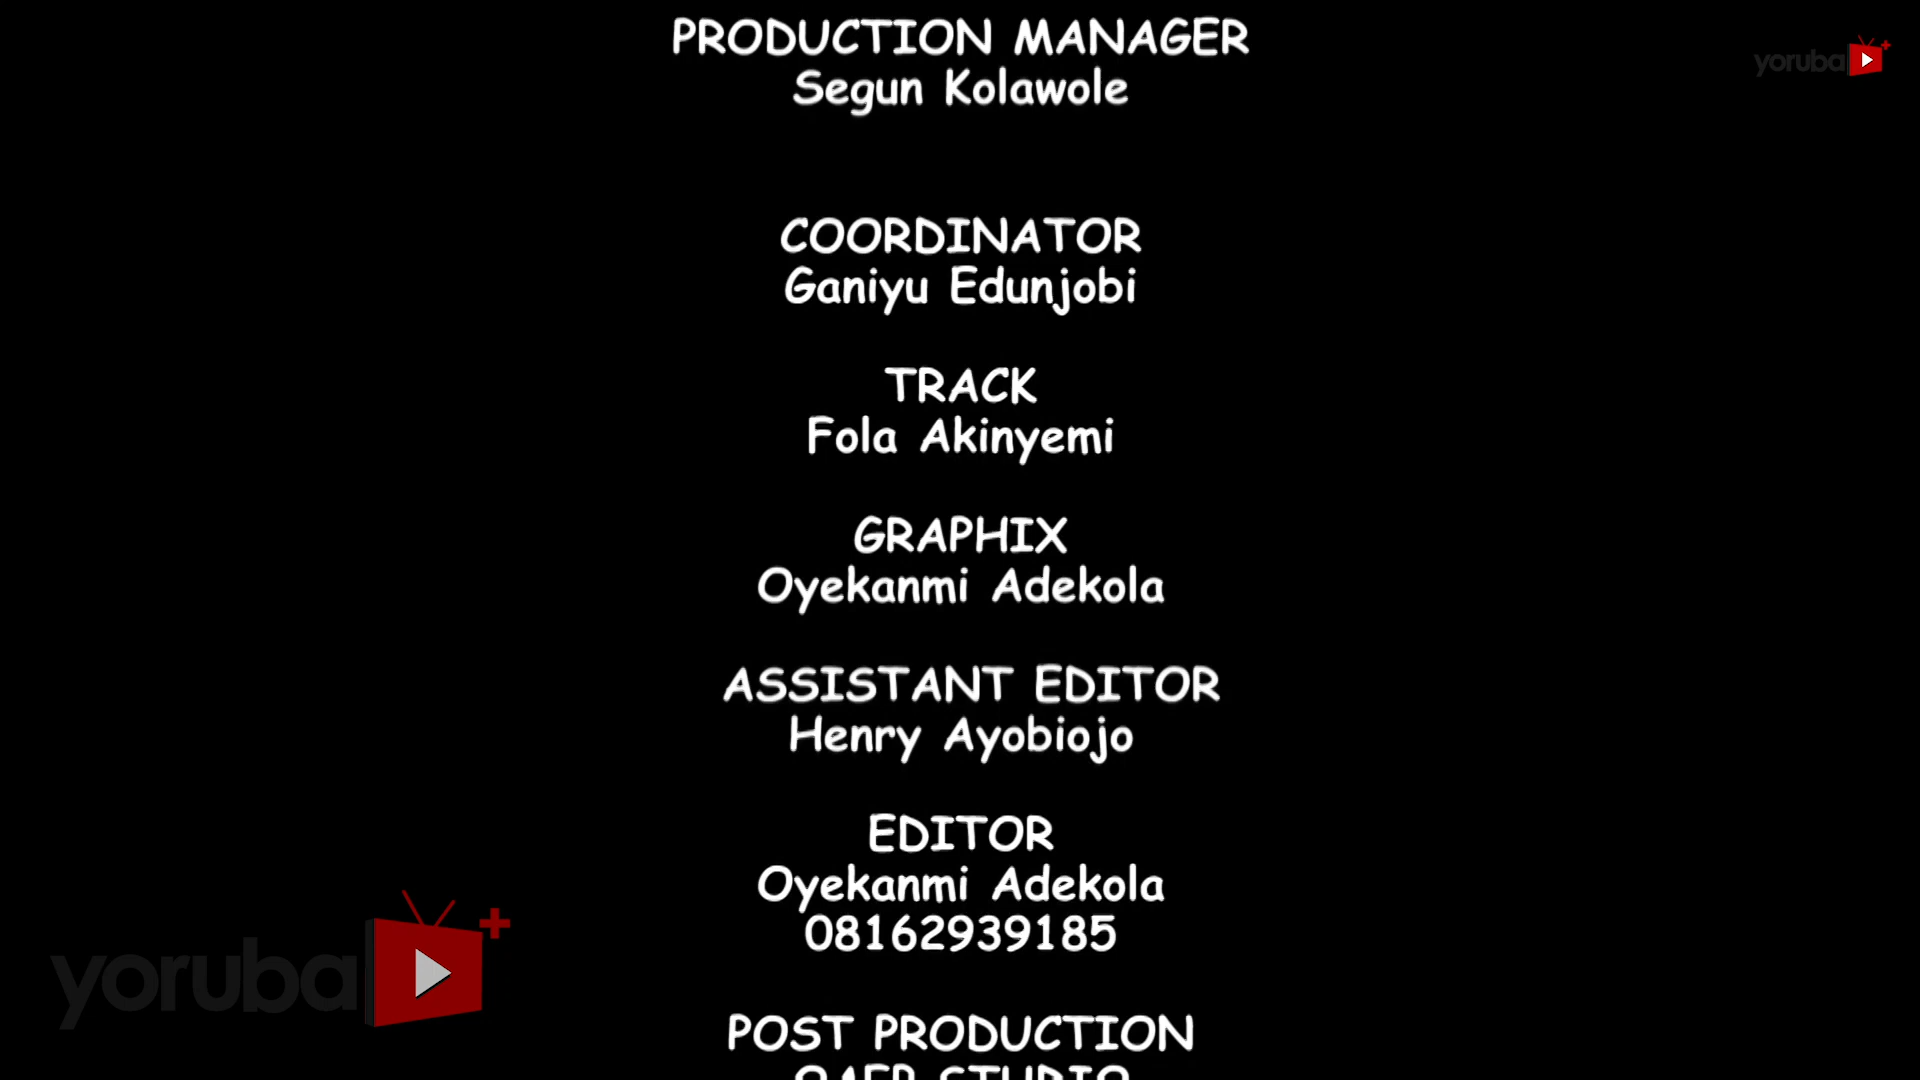 PRODUCTION MANAGER
Segun Kolawole
yoruba
COORDINATOR
Ganiyu Edunjobi
TRACK
Fola Akinyemi
GRAPHIX
Oyekanmi Adekola
ASSISTANT EDITOR
Henry Ayobiojo
EDITOR
Oyekanmi Adekola
08162939185
yoruba
POST PRODUCTION
STUDIO